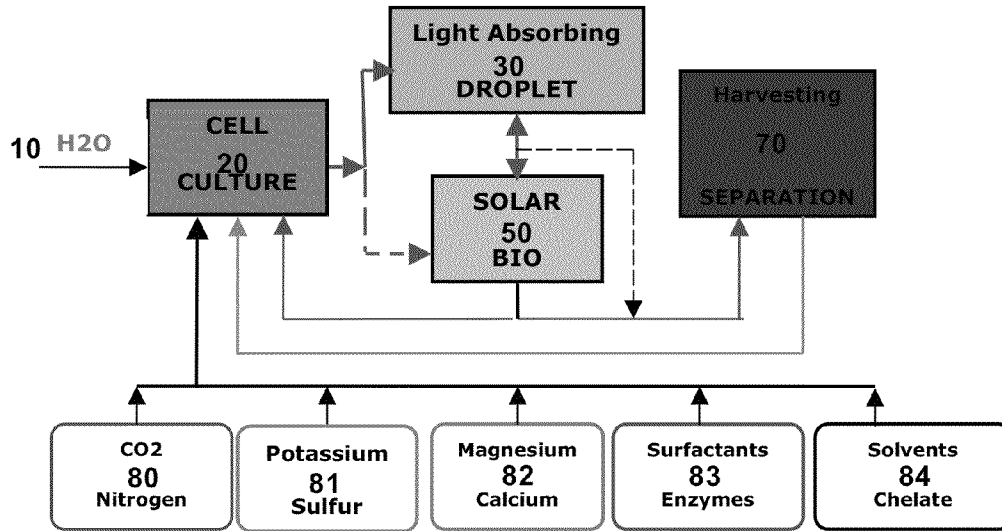 Light Absorbing
30
DROPLET
Harvesting
70
SEPARATION
10 H2O
CELL
20
CULTURE
SOLAR
50
BIO
CO2
80
Nitrogen
Potassium
81
Sulfur
Magnesium
82
Calcium
Surfactants
83
Enzymes
Solvents
84
Chelate